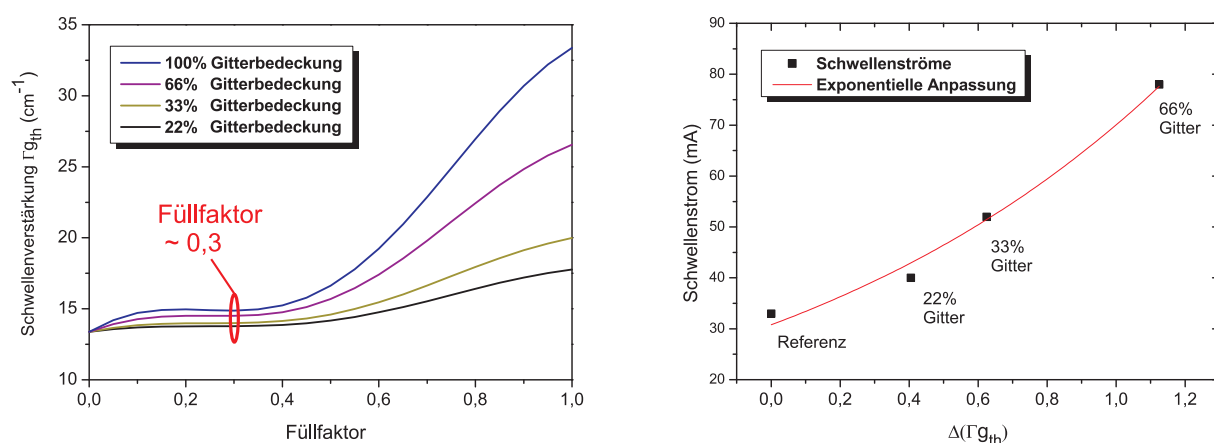 35
30
25
20
15
10
Schwellenverstärkung Γg_th (cm⁻¹)
100% Gitterbedeckung
66% Gitterbedeckung
33% Gitterbedeckung
22% Gitterbedeckung
Füllfaktor
~ 0,3
0,0 0,2 0,4 0,6 0,8 1,0
Füllfaktor
90
80
70
60
50
40
30
20
Schwellenstrom (mA)
Schwellenströme
Exponentielle Anpassung
66%
Gitter
33%
Gitter
22%
Gitter
Referenz
0,0 0,2 0,4 0,6 0,8 1,0 1,2
Δ(Γg_th)